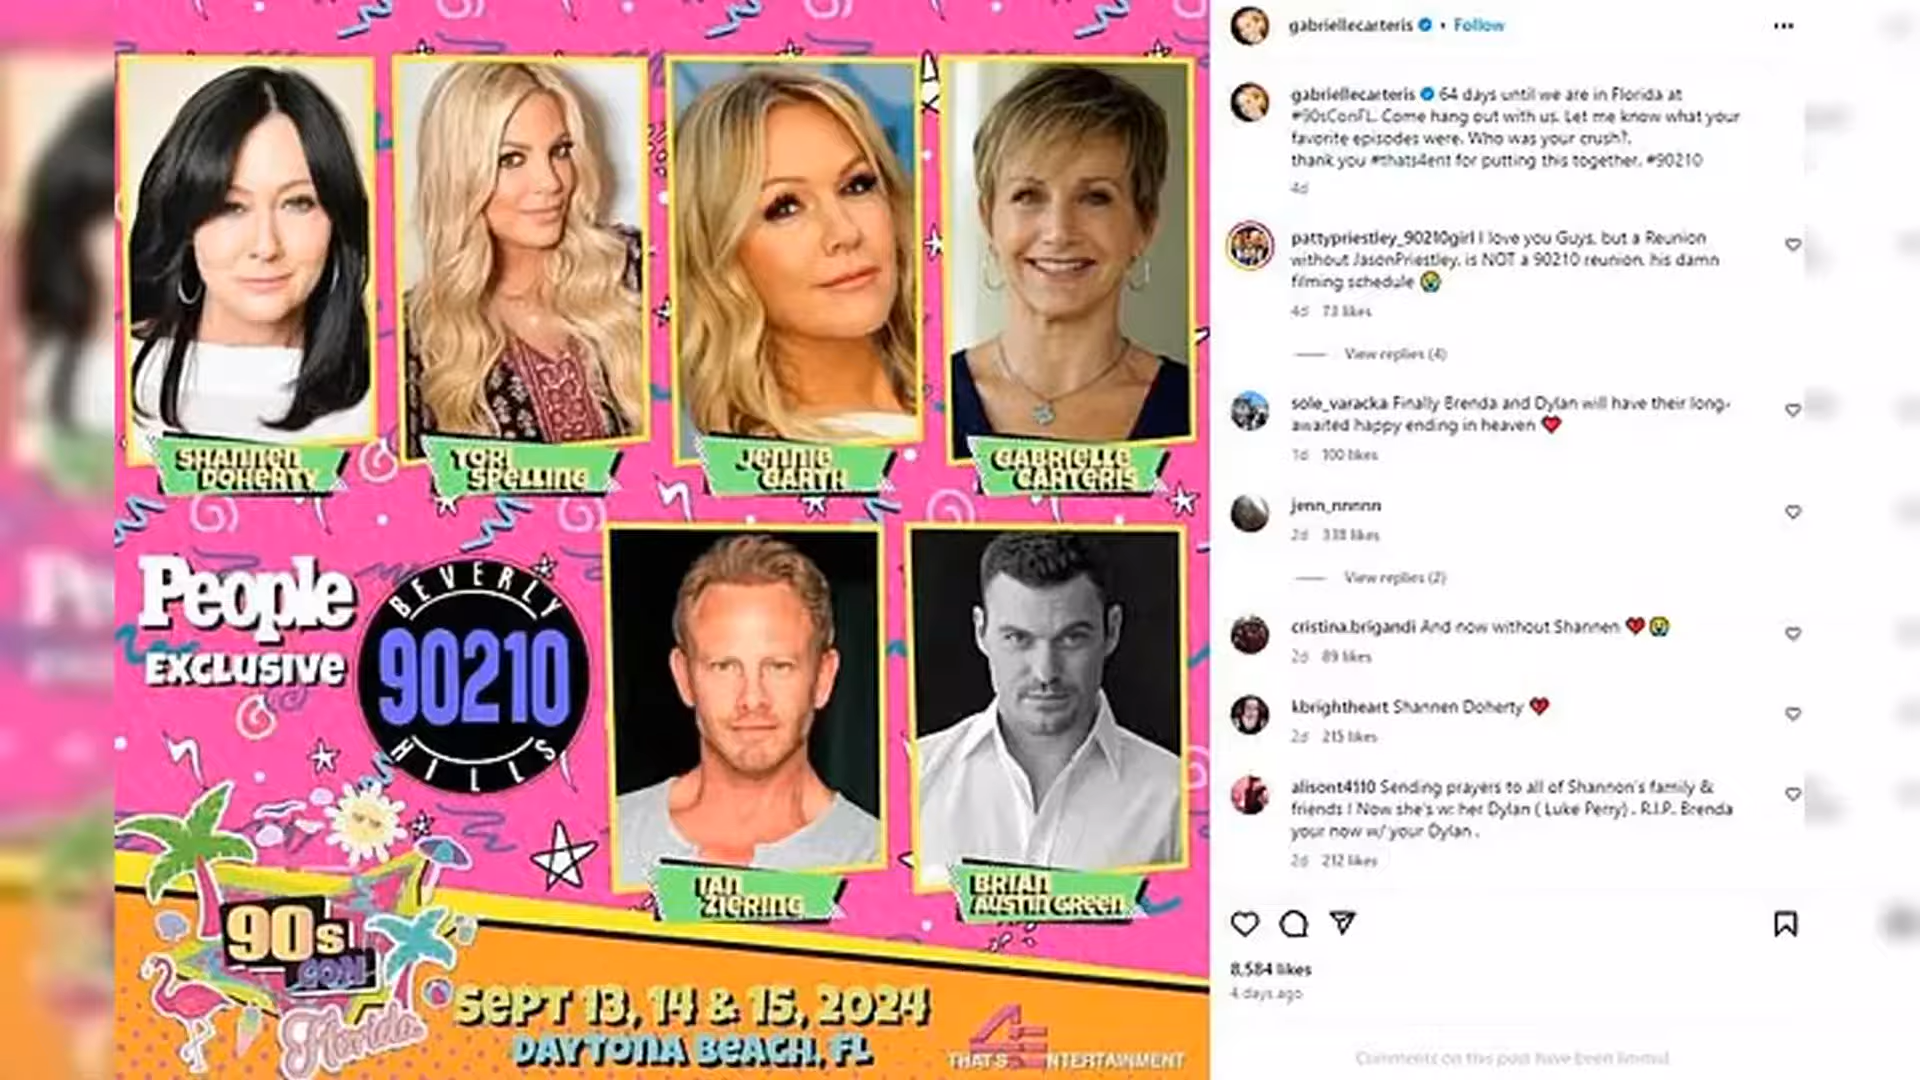 SHANNEN
DOHERTY
TORI
SPELLING
JENNIE
GARTH
GABRIELLE
CARTERIS
People
EXCLUSIVE
BEVERLY
90210
HILLS
IAN
ZIERING
BRIAN
AUSTIN GREEN
90s
CON
Florida
SEPT 13, 14 & 15, 2024
DAYTONA BEACH, FL
THAT'S 4 ENTERTAINMENT
gabriellecarteris • Follow
gabriellecarteris 64 days until we are in Florida at
#90sConFL. Come hang out with us. Let me know what your
favorite episodes were. Who was your crush?.
thank you #thats4ent for putting this together. #90210
4d
pattypriestley_90210girl I love you Guys, but a Reunion
without JasonPriestley, is NOT a 90210 reunion, his damn
filming schedule 😭
4d 73 likes
View replies (4)
sole_varacka Finally Brenda and Dylan will have their long-
awaited happy ending in heaven ❤️
1d 100 likes
jenn_nnnnn
2d 338 likes
View replies (2)
cristina.brigandi And now without Shannen ❤️😭
2d 89 likes
kbrightheart Shannen Doherty ❤️
2d 215 likes
alisont4110 Sending prayers to all of Shannon's family &
friends ! Now she's w: her Dylan ( Luke Perry) . R.I.P. Brenda
your now w/ your Dylan .
2d 212 likes
8,584 likes
4 days ago
Comments on this post have been limited